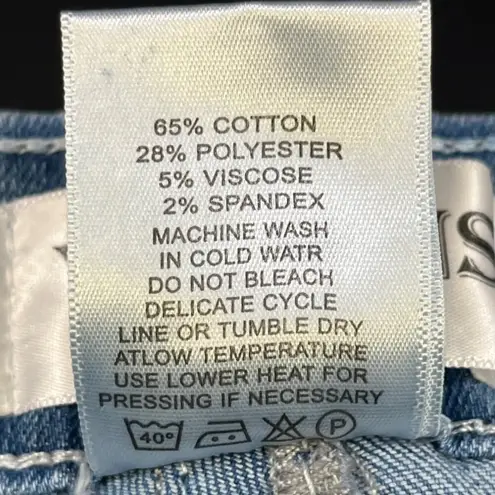 65% COTTON
28% POLYESTER
5% VISCOSE
2% SPANDEX
MACHINE WASH
IN COLD WATR
DO NOT BLEACH
DELICATE CYCLE
LINE OR TUMBLE DRY
ATLOW TEMPERATURE
USE LOWER HEAT FOR
PRESSING IF NECESSARY
40° P